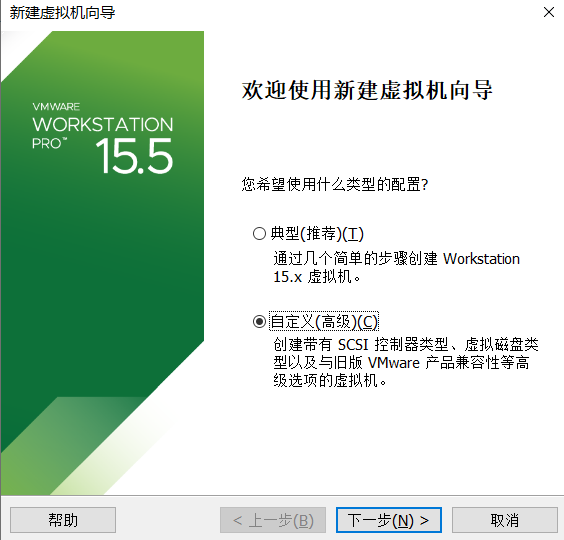 新建虚拟机向导
VMWARE
WORKSTATION
PRO™
15.5
欢迎使用新建虚拟机向导
您希望使用什么类型的配置?
典型(推荐)(T)
通过几个简单的步骤创建 Workstation
15.x 虚拟机。
自定义(高级)(C)
创建带有 SCSI 控制器类型、虚拟磁盘类
型以及与旧版 VMware 产品兼容性等高
级选项的虚拟机。
帮助
< 上一步(B)
下一步(N) >
取消